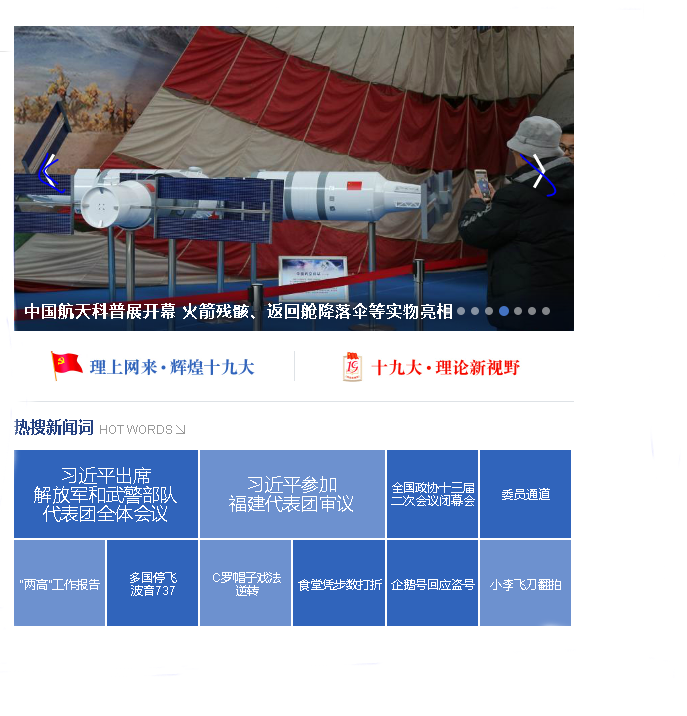 中国航天科普展开幕 火箭残骸、返回舱降落伞等实物亮相
理上网来·辉煌十九大
十九大·理论新视野
热搜新闻词 HOT WORDS
习近平出席
解放军和武警部队
代表团全体会议
习近平参加
福建代表团审议
全国政协十三届
二次会议闭幕会
委员通道
"两高"工作报告
多国停飞
波音737
C罗帽子戏法
逆转
食堂凭步数打折
企鹅号回应盗号
小李飞刀翻拍